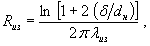 R_из = ln [1 + 2 (δ/d_н)] / 2πλ_из ,